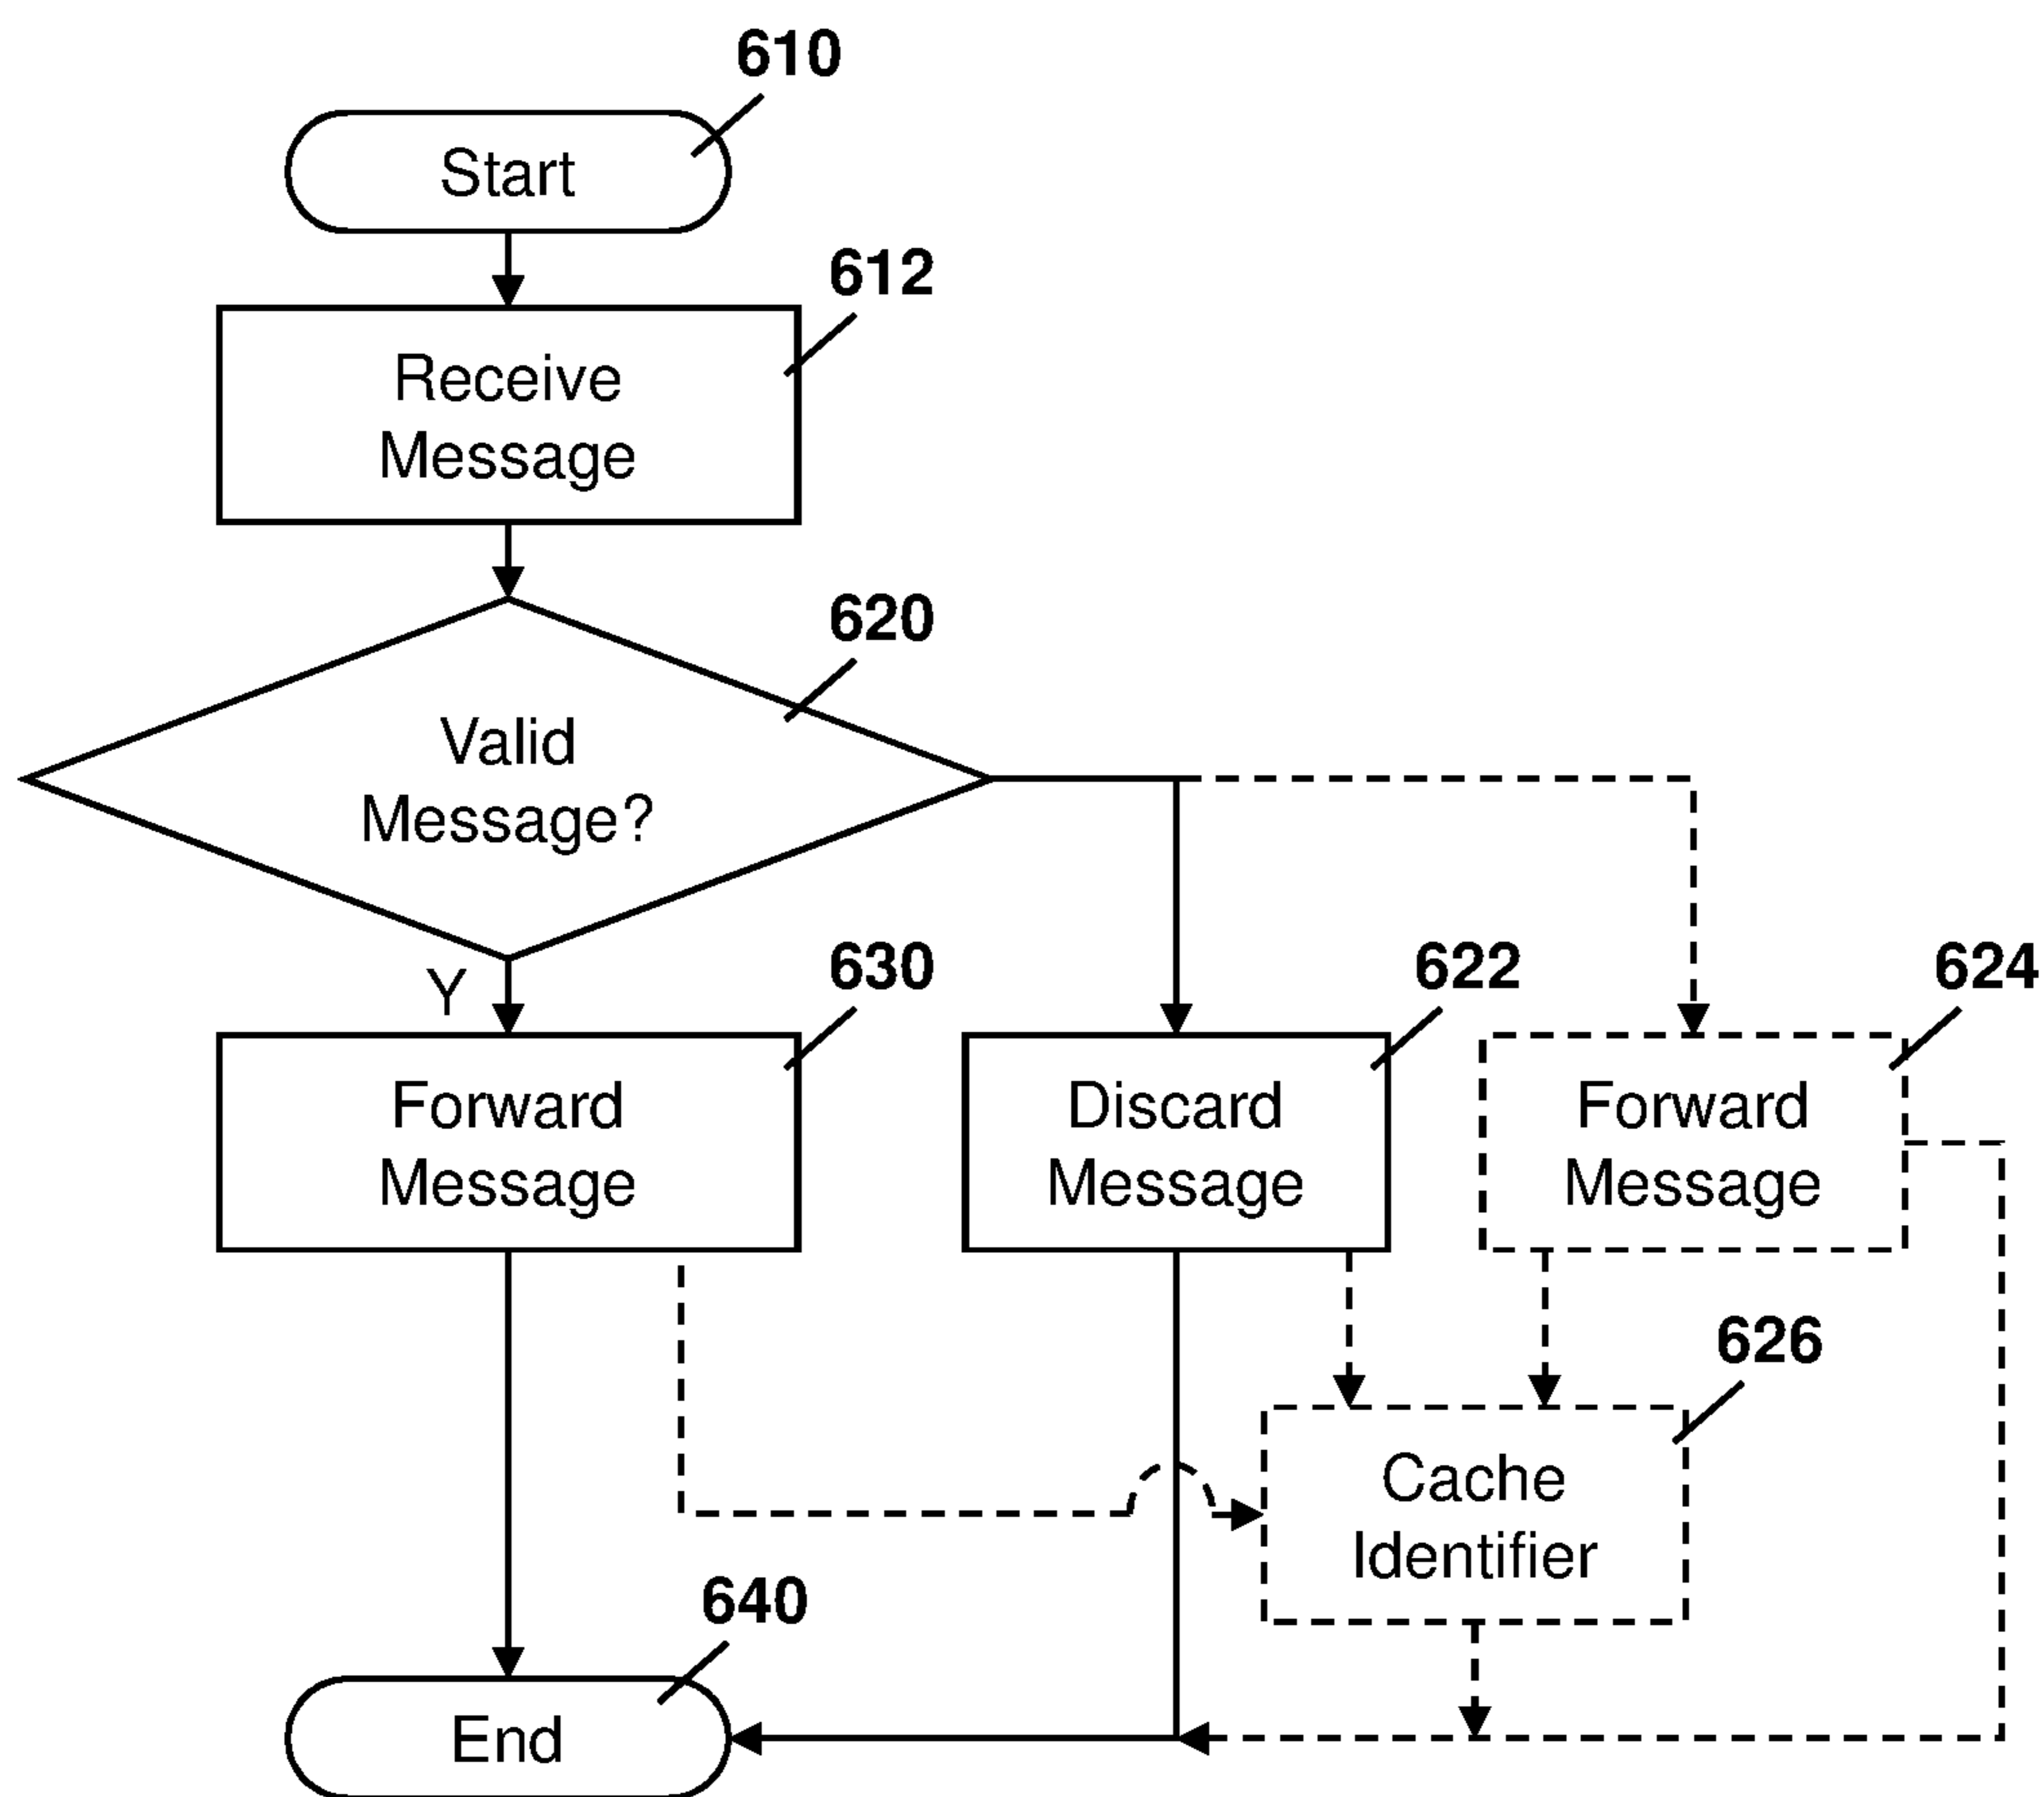 610
Start
612
Receive
Message
620
Valid
Message?
Y
630
622
624
Forward
Message
Discard
Message
Forward
Message
626
Cache
Identifier
640
End